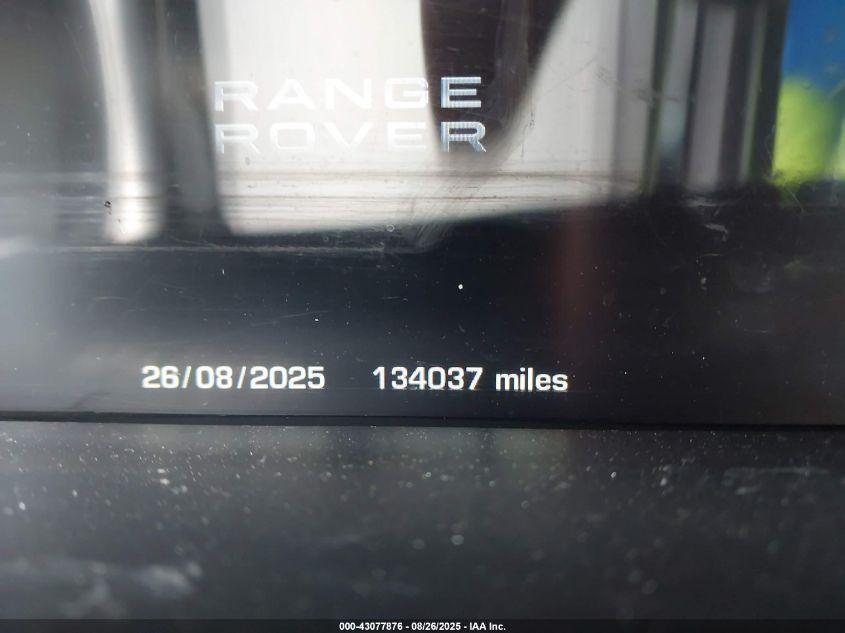 RANGE
ROVER
26/08/2025 134037 miles
000-43077876 - 08/26/2025 - IAA Inc.